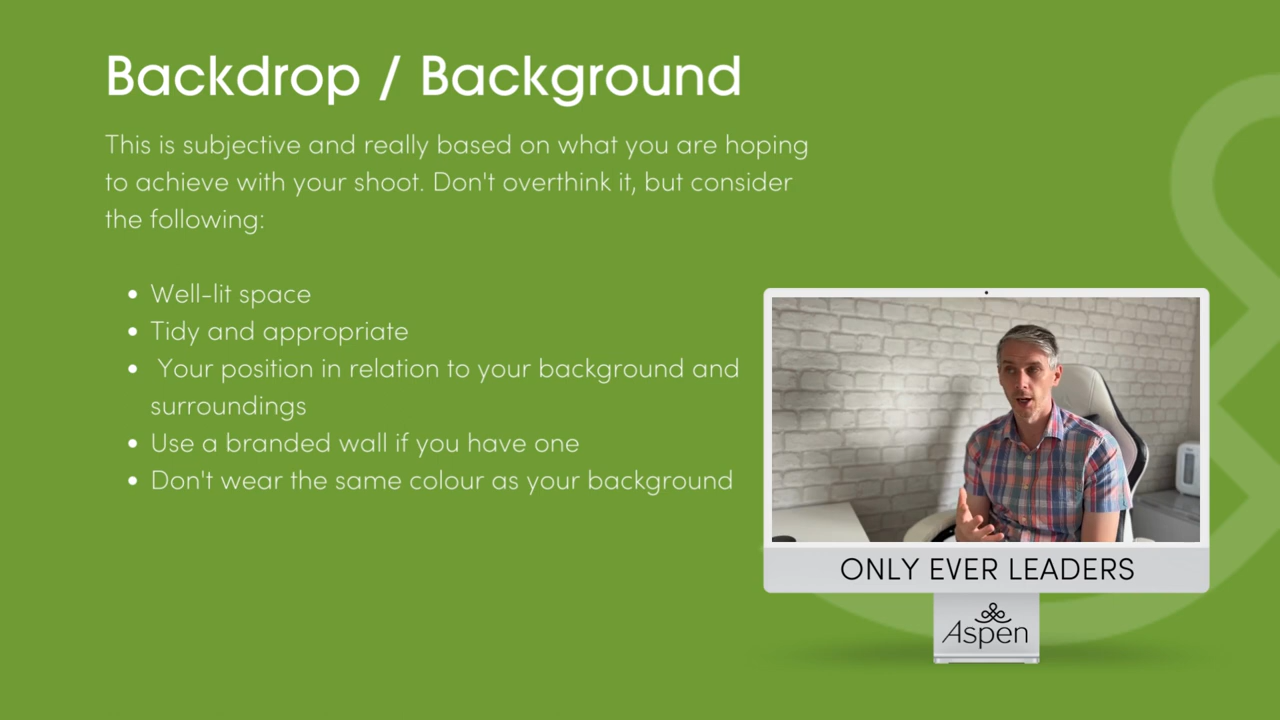 Backdrop / Background
This is subjective and really based on what you are hoping
to achieve with your shoot. Don't overthink it, but consider
the following:
• Well-lit space
• Tidy and appropriate
• Your position in relation to your background and
surroundings
• Use a branded wall if you have one
• Don't wear the same colour as your background
ONLY EVER LEADERS
Aspen